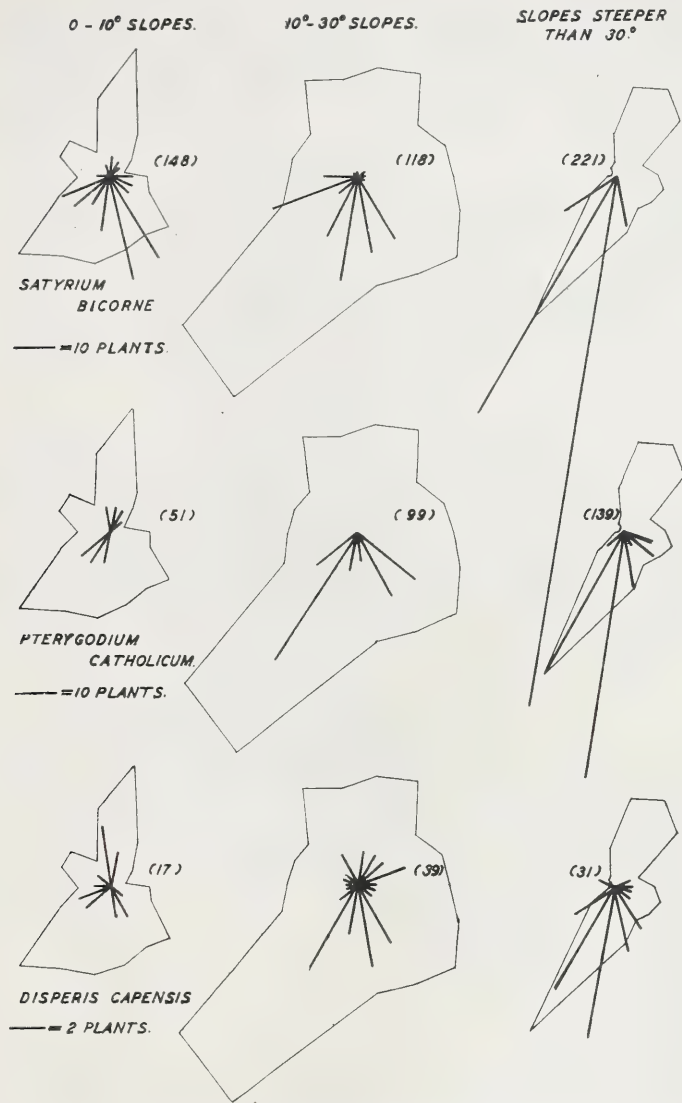 0 - 10° SLOPES.
10° - 30° SLOPES.
SLOPES STEEPER
THAN 30.°
(148)
(118)
(221)
SATYRIUM
BICORNE
= 10 PLANTS.
(51)
(99)
(139)
PTERYGODIUM
CATHOLICUM.
= 10 PLANTS.
(17)
(39)
(31)
DISPERIS CAPENSIS
= 2 PLANTS.